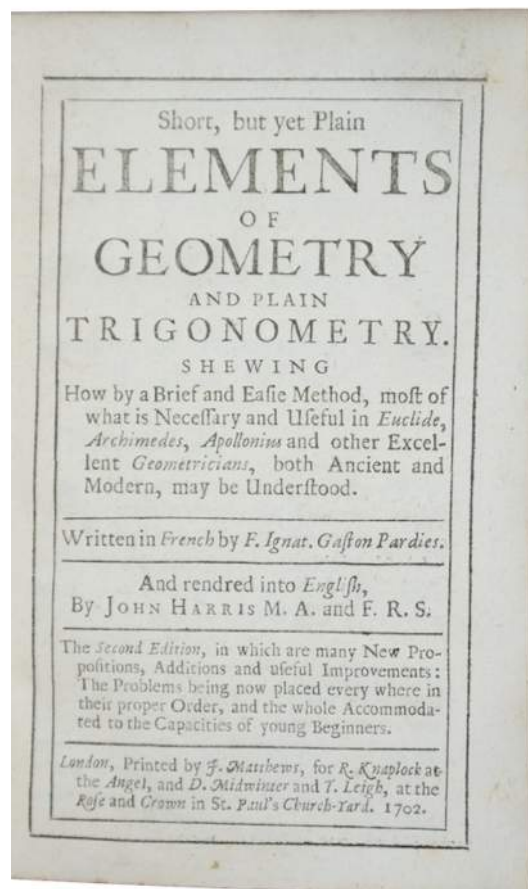 Short, but yet Plain
ELEMENTS
OF
GEOMETRY
AND PLAIN
TRIGONOMETRY.
SHEWING
How by a Brief and Eaſie Method, moſt of
what is Neceſſary and Uſeful in Euclide,
Archimedes, Apollonius and other Excel-
lent Geometricians, both Ancient and
Modern, may be Underſtood.
Written in French by F. Ignat. Gaſton Pardies.
And rendred into Engliſh,
By JOHN HARRIS M. A. and F. R. S.
The Second Edition, in which are many New Pro-
poſitions, Additions and uſeful Improvements:
The Problems being now placed every where in
their proper Order, and the whole Accommoda-
ted to the Capacities of young Beginners.
London, Printed by J. Matthews, for R. Knaplock at
the Angel, and D. Midwinter and T. Leigh, at the
Roſe and Crown in St. Paul's Church-Yard. 1702.